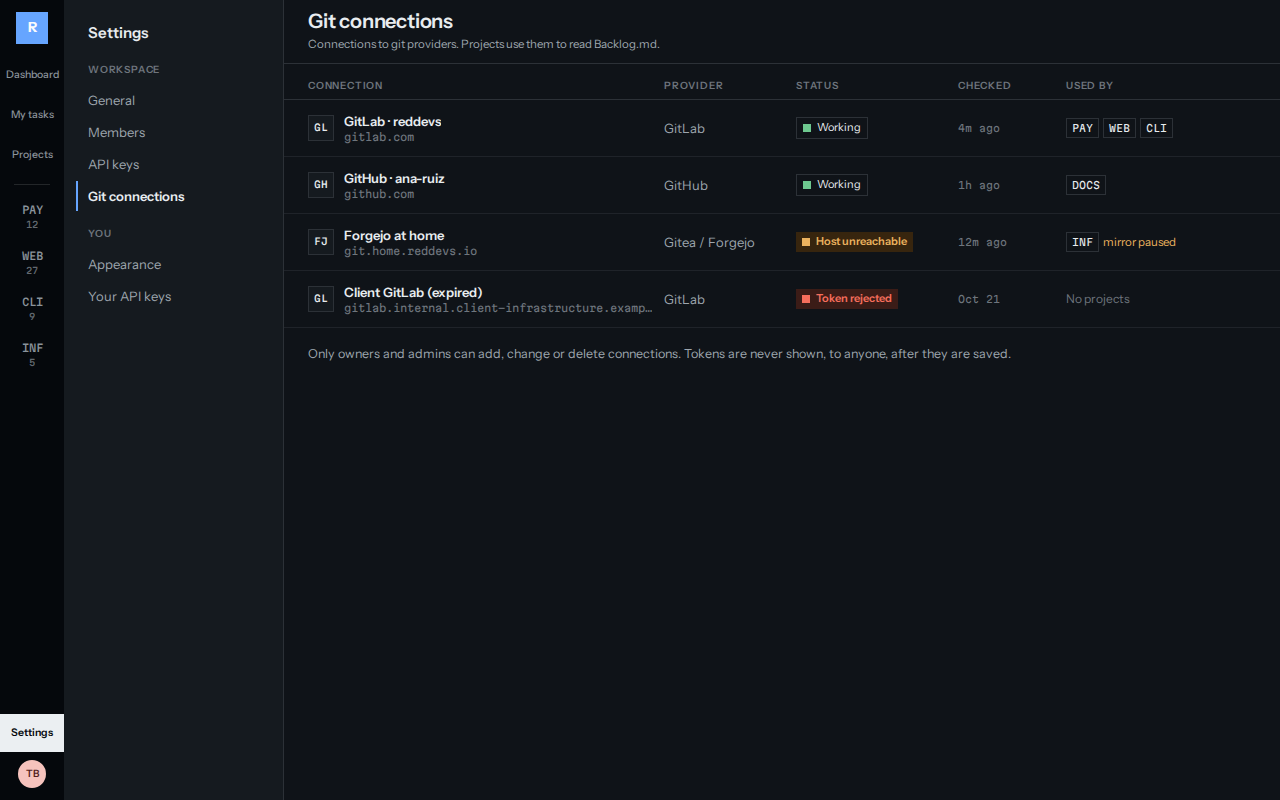 R
Dashboard
My tasks
Projects
PAY
12
WEB
27
CLI
9
INF
5
Settings
TB
Settings
WORKSPACE
General
Members
API keys
Git connections
YOU
Appearance
Your API keys
Git connections
Connections to git providers. Projects use them to read Backlog.md.
CONNECTION PROVIDER STATUS CHECKED USED BY
GL GitLab · reddevs GitLab Working 4m ago PAY WEB CLI
gitlab.com
GH GitHub · ana-ruiz GitHub Working 1h ago DOCS
github.com
FJ Forgejo at home Gitea / Forgejo Host unreachable 12m ago INF mirror paused
git.home.reddevs.io
GL Client GitLab (expired) GitLab Token rejected Oct 21 No projects
gitlab.internal.client-infrastructure.examp…
Only owners and admins can add, change or delete connections. Tokens are never shown, to anyone, after they are saved.